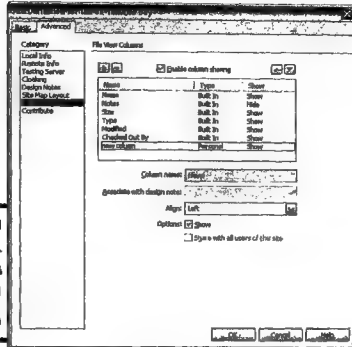 Basic Advanced
Category
File View Columns
Local Info
Remote Info
Testing Server
Cloaking
Design Notes
Site Map Layout
Contribute
Enable column sharing
Name Type Show
Name Built In Show
Notes Built In Hide
Size Built In Show
Type Built In Show
Modified Built In Show
Checked Out By Built In Show
new column Personal Show
Column name:
Associate with design note:
Align: Left
Options: Show
Share with all users of this site
OK Cancel Help